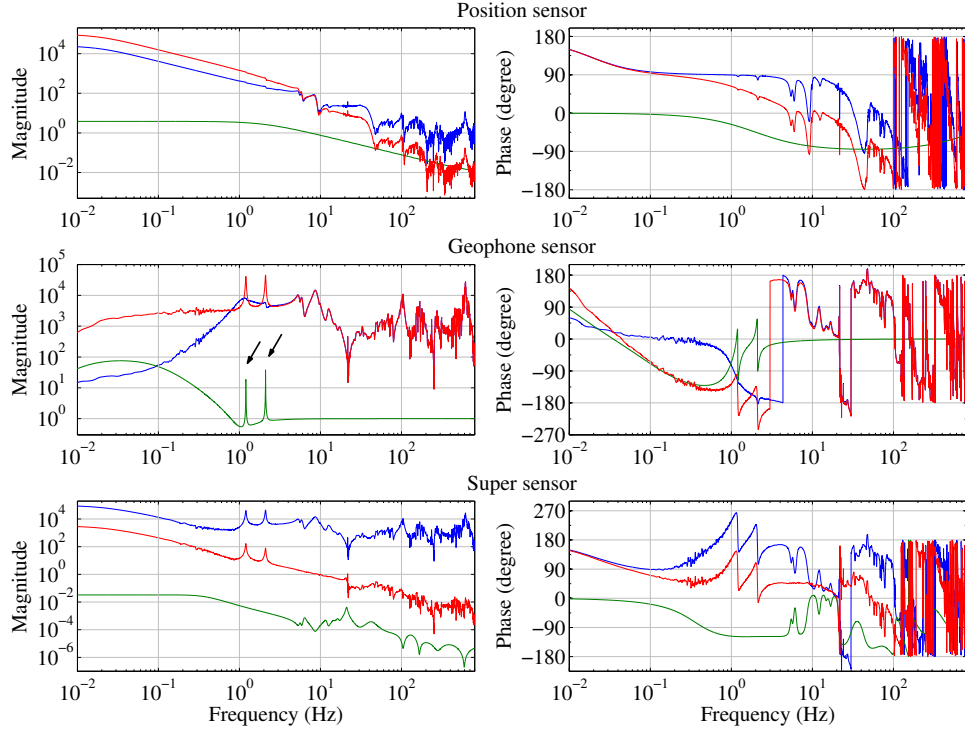 Position sensor
Magnitude
10^4
10^2
10^0
10^−2
10^−2 10^−1 10^0 10^1 10^2
Phase (degree)
180
90
0
−90
−180
10^−2 10^−1 10^0 10^1 10^2
Geophone sensor
Magnitude
10^5
10^4
10^3
10^2
10^1
10^0
10^−2 10^−1 10^0 10^1 10^2
Phase (degree)
180
90
0
−90
−180
−270
10^−2 10^−1 10^0 10^1 10^2
Super sensor
Magnitude
10^4
10^2
10^0
10^−2
10^−4
10^−6
10^−2 10^−1 10^0 10^1 10^2
Frequency (Hz)
Phase (degree)
270
180
90
0
−90
−180
10^−2 10^−1 10^0 10^1 10^2
Frequency (Hz)